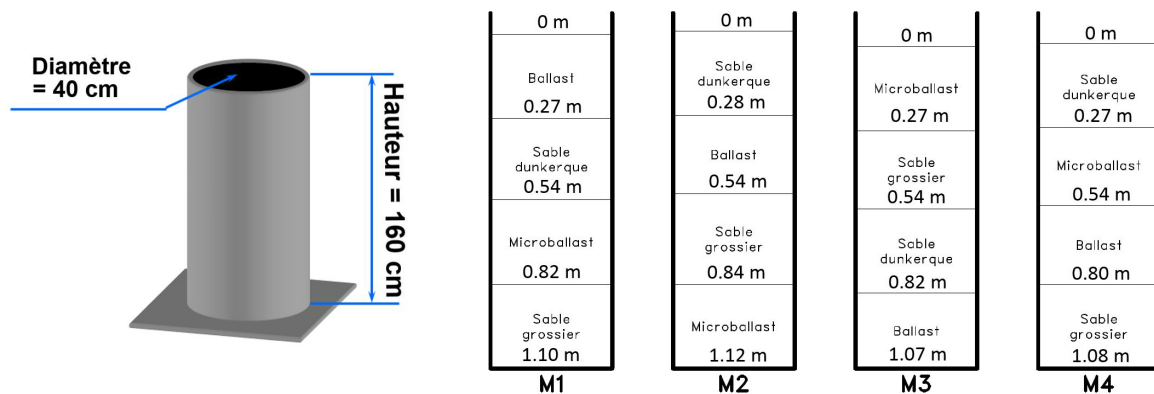 Diamètre
= 40 cm
Hauteur = 160 cm
0 m
Ballast
0.27 m
Sable
dunkerque
0.54 m
Microballast
0.82 m
Sable
grossier
1.10 m
M1
0 m
Sable
dunkerque
0.28 m
Ballast
0.54 m
Sable
grossier
0.84 m
Microballast
1.12 m
M2
0 m
Microballast
0.27 m
Sable
grossier
0.54 m
Sable
dunkerque
0.82 m
Ballast
1.07 m
M3
0 m
Sable
dunkerque
0.27 m
Microballast
0.54 m
Ballast
0.80 m
Sable
grossier
1.08 m
M4